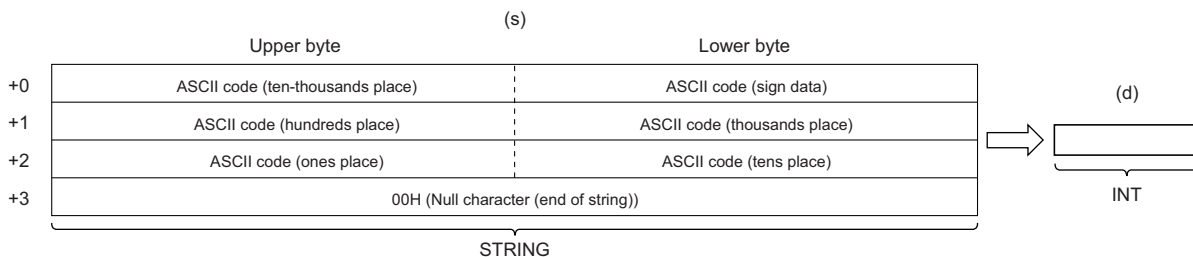 (s)
Upper byte Lower byte
+0 ASCII code (ten-thousands place) ASCII code (sign data)
(d)
+1 ASCII code (hundreds place) ASCII code (thousands place)
+2 ASCII code (ones place) ASCII code (tens place)
+3 00H (Null character (end of string))
INT
STRING